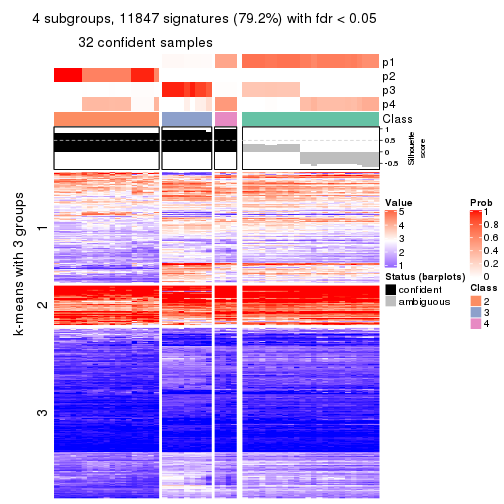 4 subgroups, 11847 signatures (79.2%) with fdr < 0.05
32 confident samples
p1
p2
p3
p4
Class
1
0.5
0
-0.5
Silhouette
score
k-means with 3 groups
1
2
3
Value
5
4
3
2
1
Status (barplots)
confident
ambiguous
Prob
1
0.8
0.6
0.4
0.2
0
Class
2
3
4